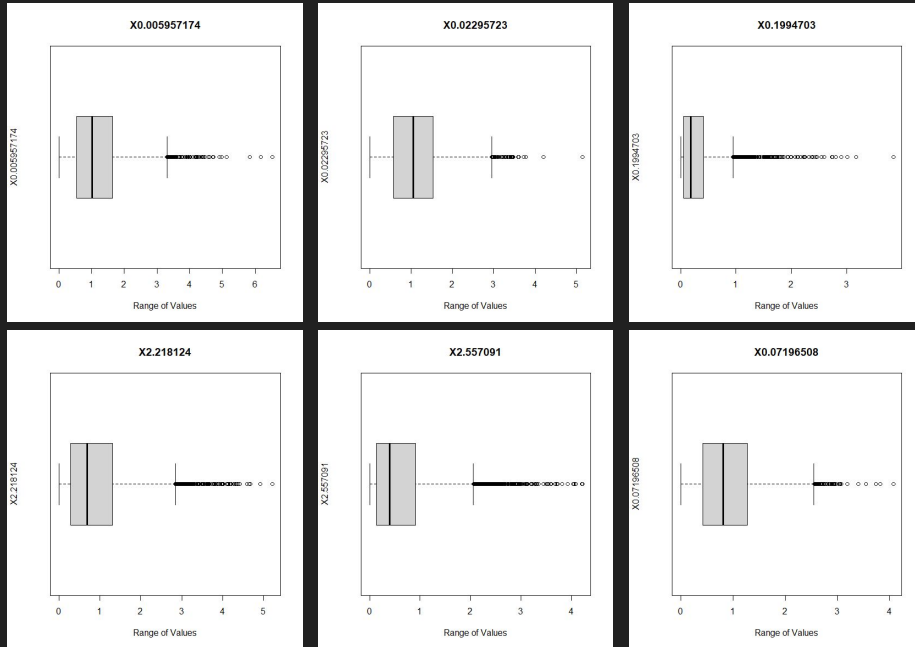 X0.005957174
X0.005957174
0 1 2 3 4 5 6
Range of Values
X0.02295723
X0.02295723
0 1 2 3 4 5
Range of Values
X0.1994703
X0.1994703
0 1 2 3
Range of Values
X2.218124
X2.218124
0 1 2 3 4 5
Range of Values
X2.557091
X2.557091
0 1 2 3 4
Range of Values
X0.07196508
X0.07196508
0 1 2 3 4
Range of Values